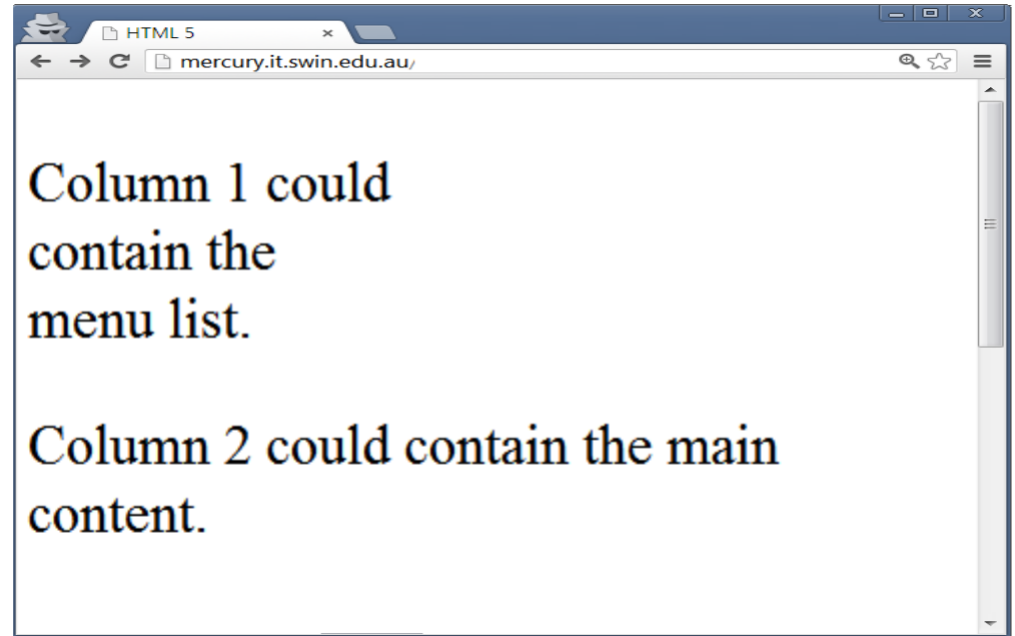 HTML 5
mercury.it.swin.edu.au/
Column 1 could
contain the
menu list.
Column 2 could contain the main
content.